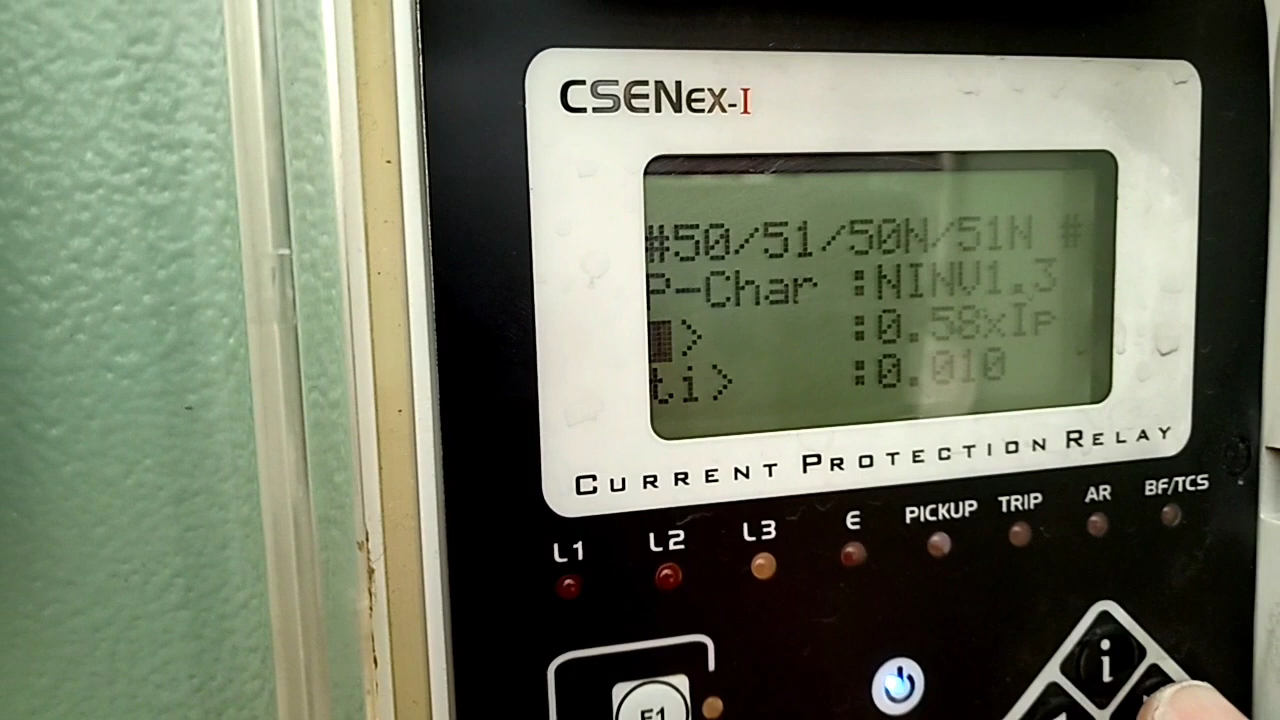 CSENEX-I
#50/51/50N/51N #
P-Char :NINV1.3
> :0.58xIp
ti> :0.010
CURRENT PROTECTION RELAY
L1 L2 L3 E PICKUP TRIP AR BF/TCS
i
F1